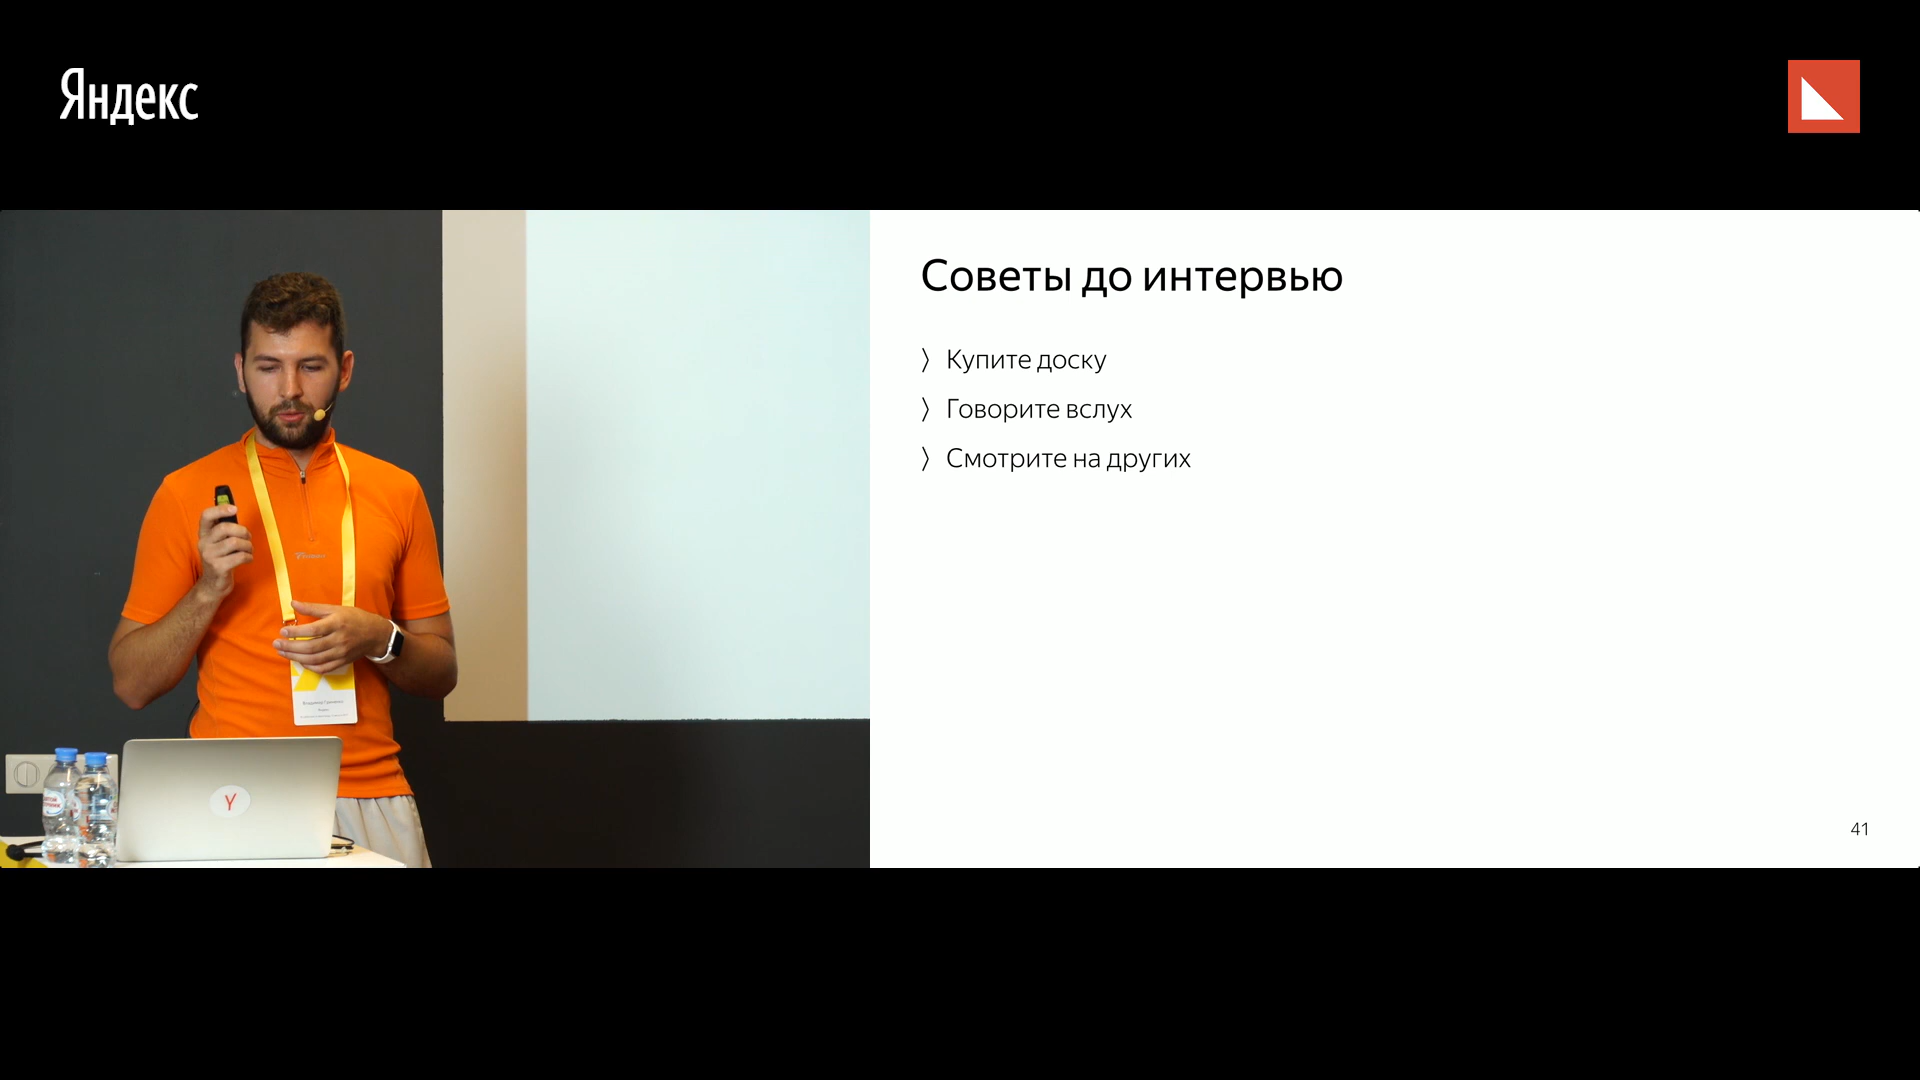 Яндекс
Советы до интервью
〉 Купите доску
〉 Говорите вслух
〉 Смотрите на других
Y
41